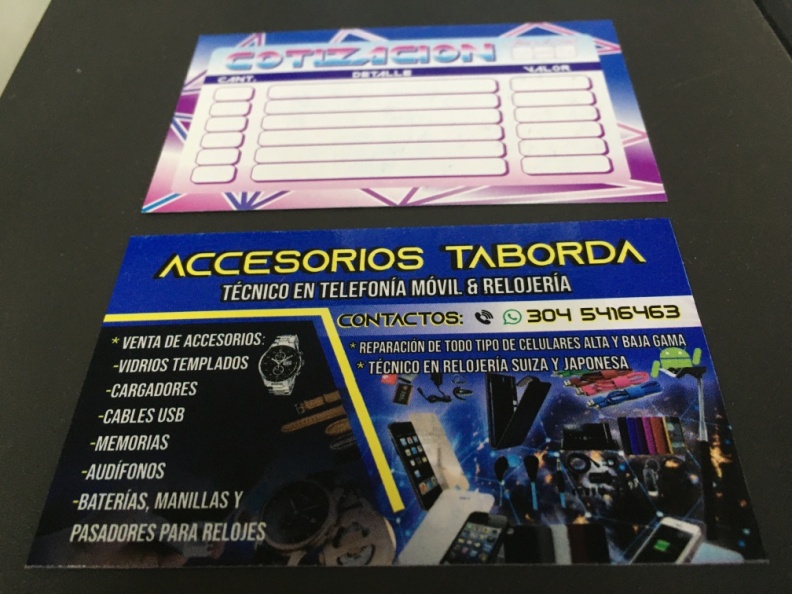 COTIZACION
CANT. DETALLE VALOR
ACCESORIOS TABORDA
TÉCNICO EN TELEFONÍA MÓVIL & RELOJERÍA
CONTACTOS: 304 5416463
* VENTA DE ACCESORIOS:
-VIDRIOS TEMPLADOS
-CARGADORES
-CABLES USB
-MEMORIAS
-AUDÍFONOS
-BATERÍAS, MANILLAS Y
PASADORES PARA RELOJES
* REPARACIÓN DE TODO TIPO DE CELULARES ALTA Y BAJA GAMA
* TÉCNICO EN RELOJERÍA SUIZA Y JAPONESA